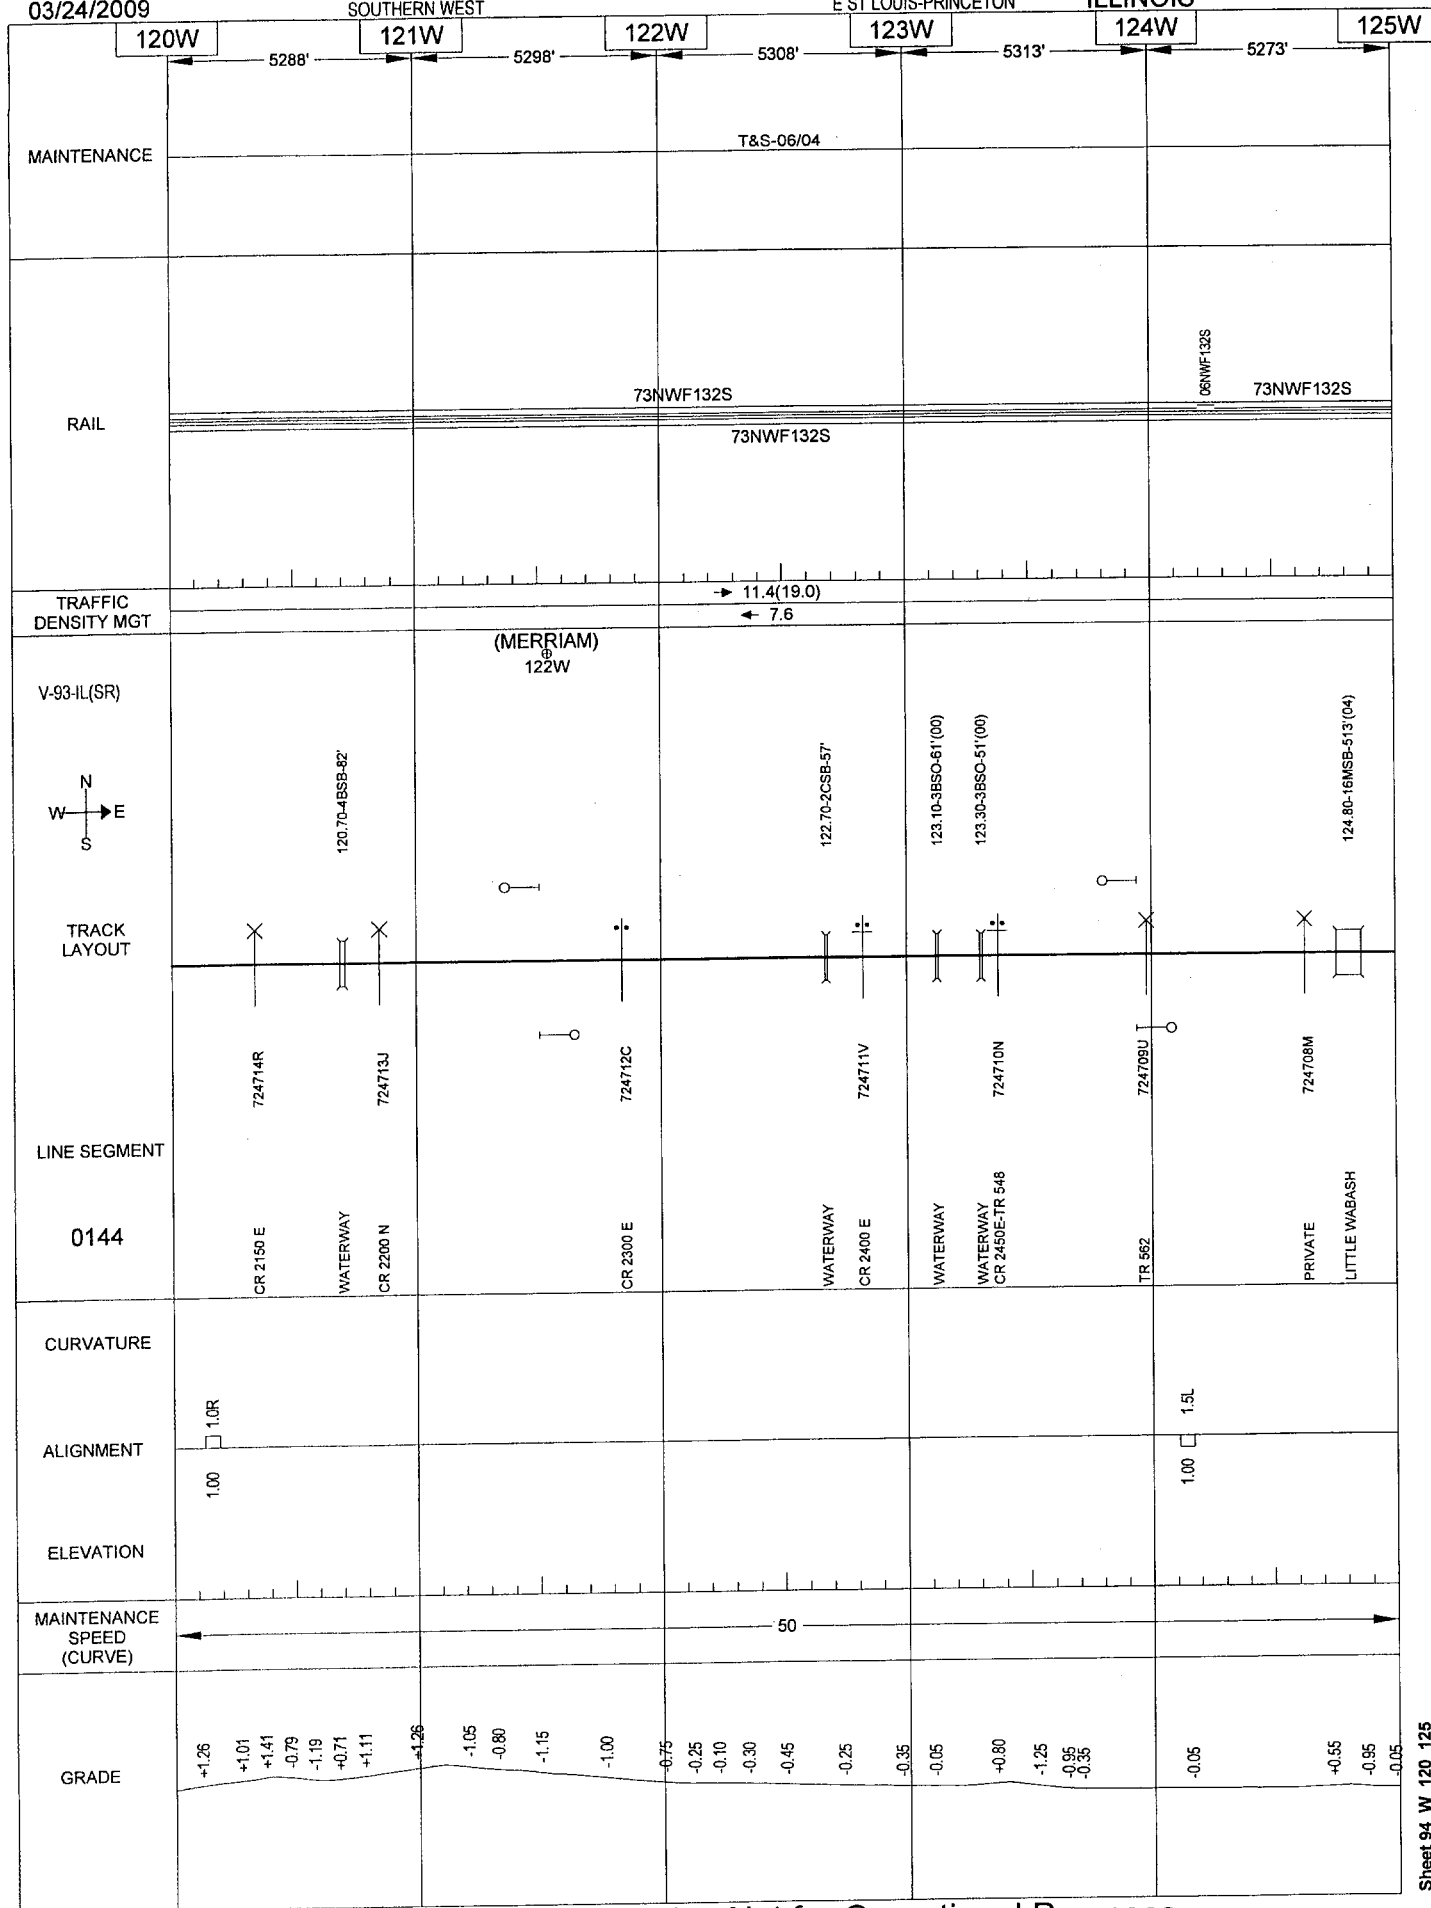 03/24/2009 SOUTHERN WEST E ST LOUIS-PRINCETON ILLINOIS
120W 121W 122W 123W 124W 125W
5288' 5298' 5308' 5313' 5273'
MAINTENANCE
T&S-06/04
RAIL
73NWF132S
73NWF132S
06NWF132S
73NWF132S
TRAFFIC
DENSITY MGT
11.4(19.0)
7.6
(MERRIAM)
122W
V-93-IL(SR)
N
W E
S
120.70-4BSB-82'
122.70-2CSB-57'
123.10-3BSO-61'(00)
123.30-3BSO-51'(00)
124.80-16MSB-513'(04)
TRACK
LAYOUT
724714R
724713J
724712C
724711V
724710N
724709U
724708M
LINE SEGMENT
0144
CR 2150 E
WATERWAY
CR 2200 N
CR 2300 E
WATERWAY
CR 2400 E
WATERWAY
WATERWAY
CR 2450E-TR 548
TR 562
PRIVATE
LITTLE WABASH
CURVATURE
1.0R
1.5L
ALIGNMENT
1.00
1.00
ELEVATION
MAINTENANCE
SPEED
(CURVE)
50
GRADE
+1.26
+1.01
+1.41
-0.79
-1.19
+0.71
+1.11
+1.26
-1.05
-0.80
-1.15
-1.00
-0.75
-0.25
-0.10
-0.30
-0.45
-0.25
-0.35
-0.05
+0.80
-1.25
-0.95
-0.35
-0.05
+0.55
-0.95
-0.05
Sheet 94 W 120 125